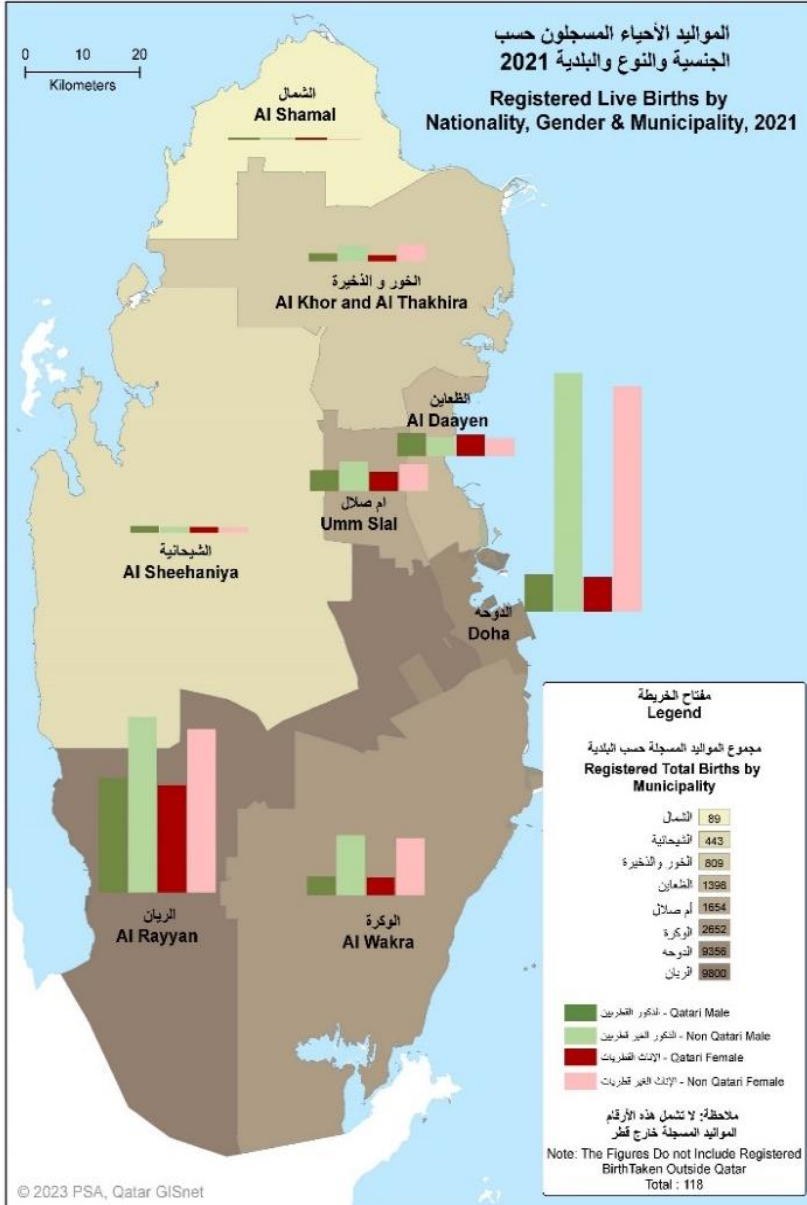 المواليد الأحياء المسجلون حسب
الجنسية والنوع والبلدية 2021
Registered Live Births by
Nationality, Gender & Municipality, 2021
0 10 20
Kilometers
الشمال
Al Shamal
الخور و الذخيرة
Al Khor and Al Thakhira
الظعاين
Al Daayen
ام صلال
Umm Slal
الشيحانية
Al Sheehaniya
الدوحه
Doha
الريان
Al Rayyan
الوكرة
Al Wakra
مفتاح الخريطة
Legend
مجموع المواليد المسجلة حسب البلدية
Registered Total Births by
Municipality
الشمال 89
الشيحانية 443
الخور والذخيرة 809
الظعاين 1398
أم صلال 1654
الوكرة 2652
الدوحه 9356
الريان 9800
الذكور القطريين - Qatari Male
الذكور الغير قطريين - Non Qatari Male
الإناث القطريات - Qatari Female
الإناث الغير قطريات - Non Qatari Female
ملاحظة: لا تشمل هذه الأرقام
المواليد المسجلة خارج قطر
Note: The Figures Do not Include Registered
BirthTaken Outside Qatar
Total : 118
© 2023 PSA, Qatar GISnet